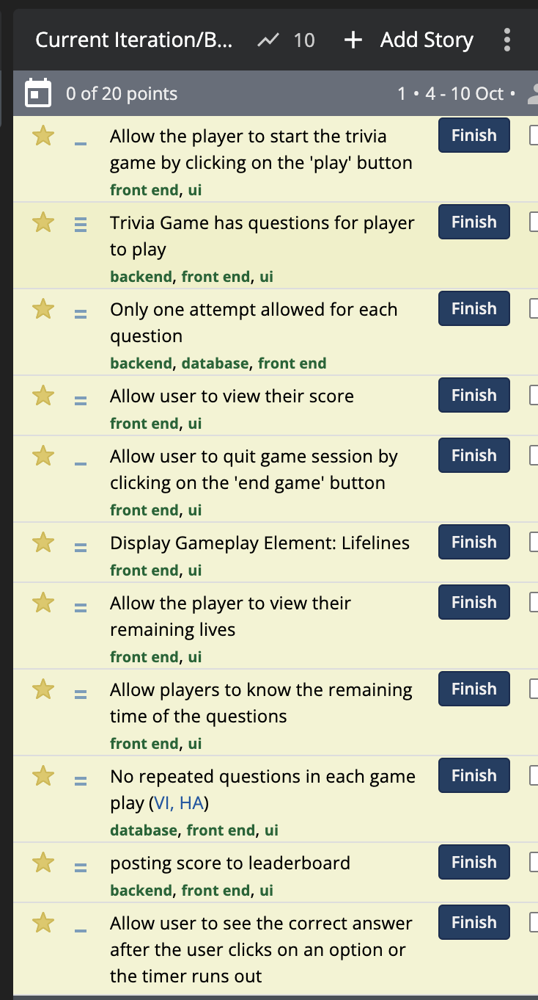 Current Iteration/B... 10 + Add Story
0 of 20 points 1 • 4 - 10 Oct •
Allow the player to start the trivia
game by clicking on the 'play' button
front end, ui
Finish
Trivia Game has questions for player
to play
backend, front end, ui
Finish
Only one attempt allowed for each
question
backend, database, front end
Finish
Allow user to view their score
front end, ui
Finish
Allow user to quit game session by
clicking on the 'end game' button
front end, ui
Finish
Display Gameplay Element: Lifelines
front end, ui
Finish
Allow the player to view their
remaining lives
front end, ui
Finish
Allow players to know the remaining
time of the questions
front end, ui
Finish
No repeated questions in each game
play (VI, HA)
database, front end, ui
Finish
posting score to leaderboard
backend, front end, ui
Finish
Allow user to see the correct answer
after the user clicks on an option or
the timer runs out
Finish